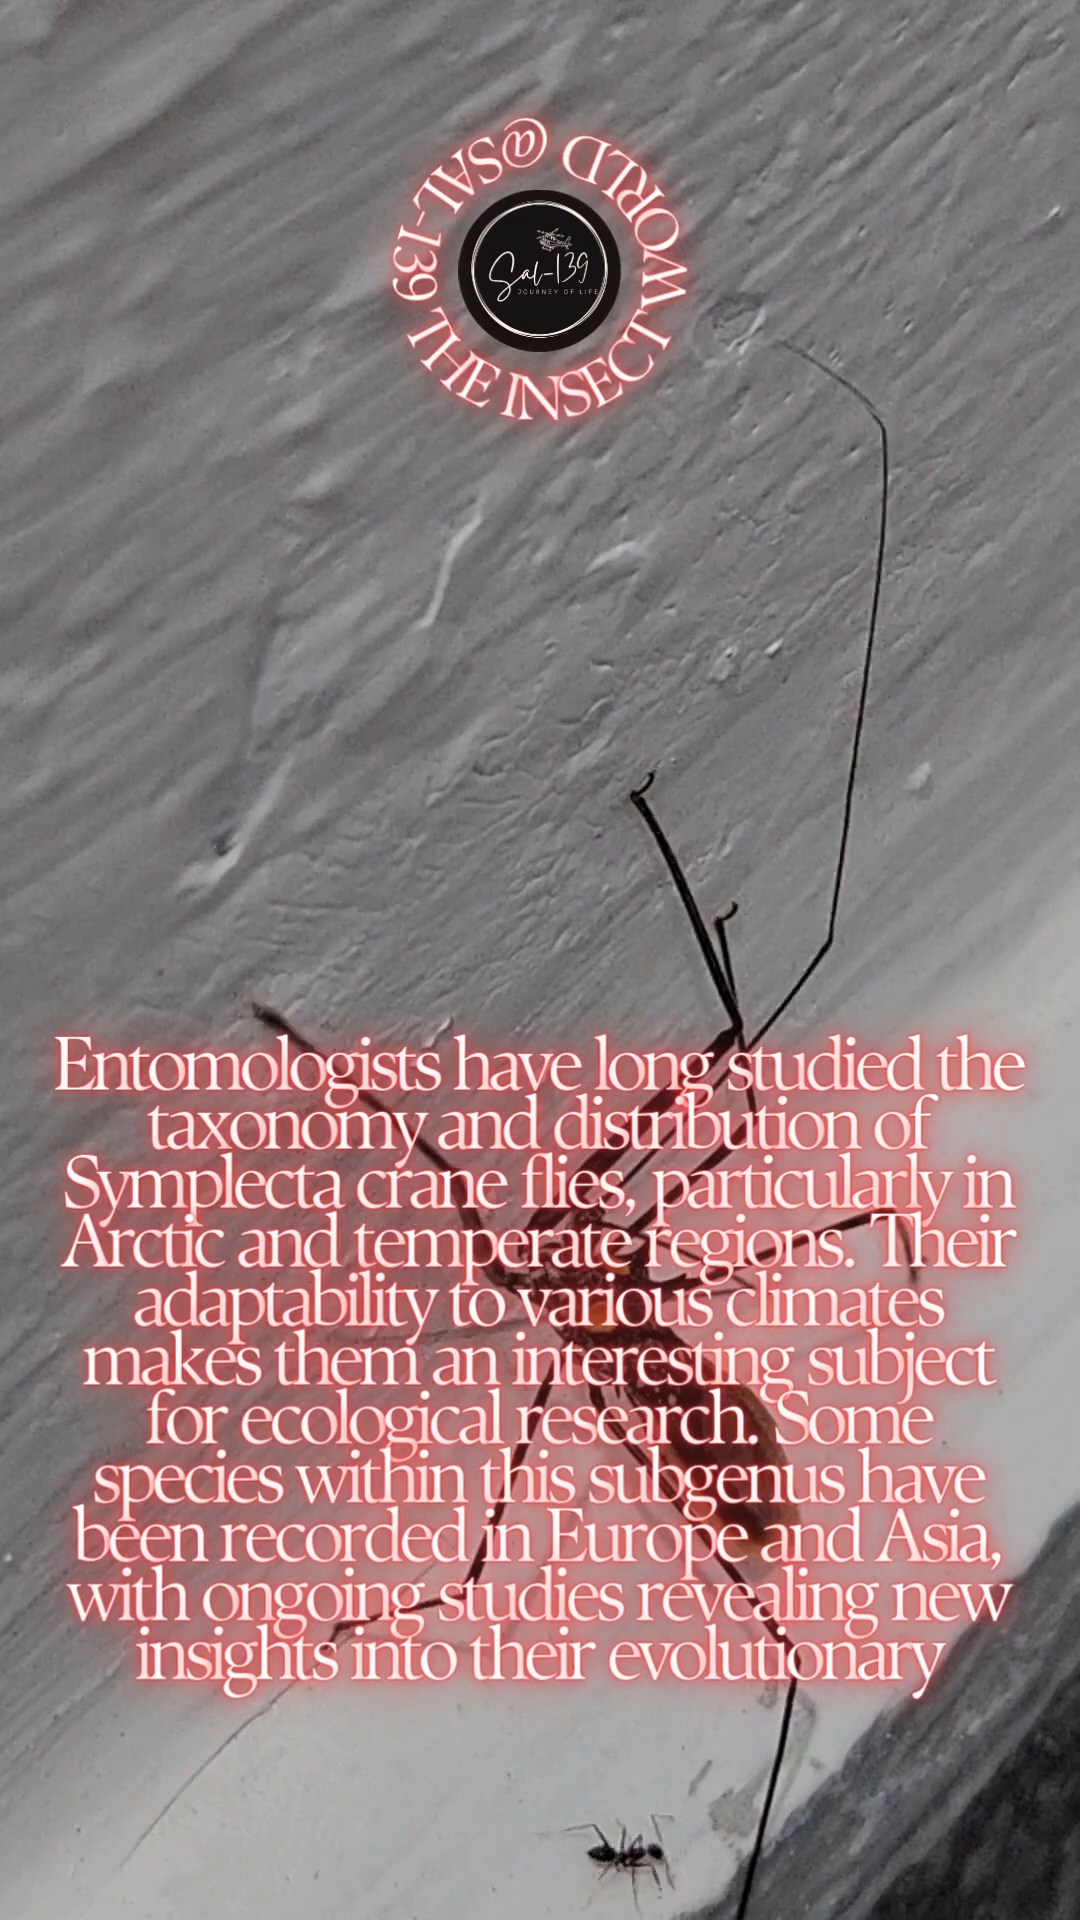 @SAL-139 THE INSECT WORLD
Sal-139
JOURNEY OF LIFE
Entomologists have long studied the
taxonomy and distribution of
Symplecta crane flies, particularly in
Arctic and temperate regions. Their
adaptability to various climates
makes them an interesting subject
for ecological research. Some
species within this subgenus have
been recorded in Europe and Asia,
with ongoing studies revealing new
insights into their evolutionary